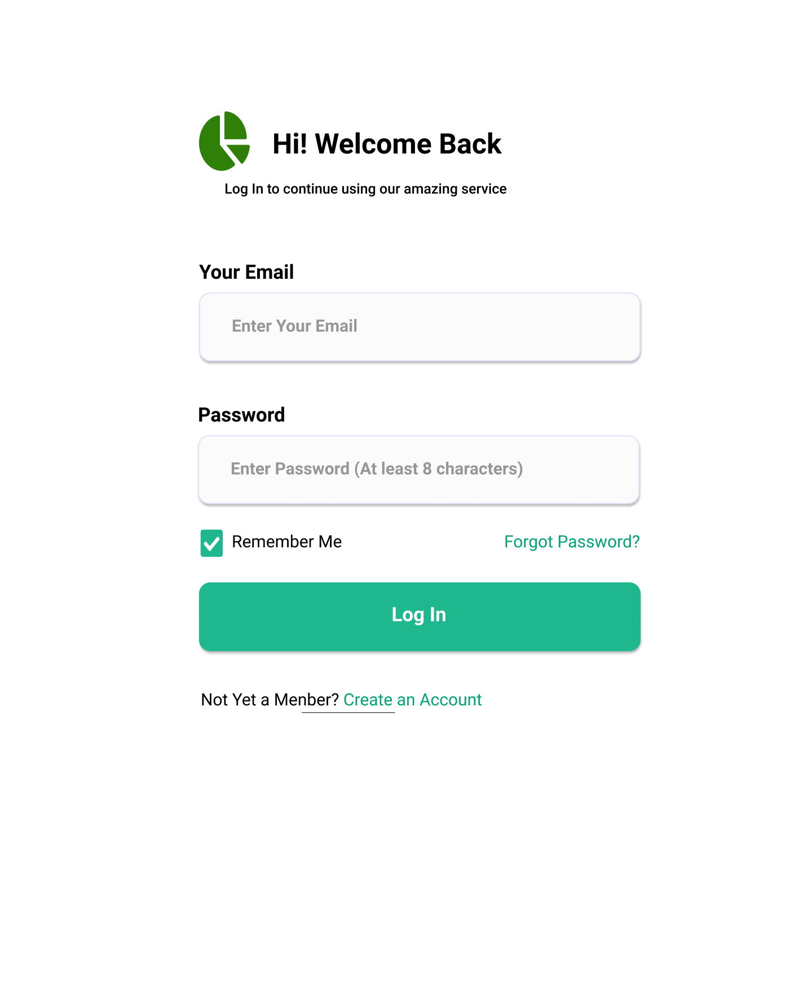 Hi! Welcome Back
Log In to continue using our amazing service
Your Email
Enter Your Email
Password
Enter Password (At least 8 characters)
Remember Me
Forgot Password?
Log In
Not Yet a Menber? Create an Account